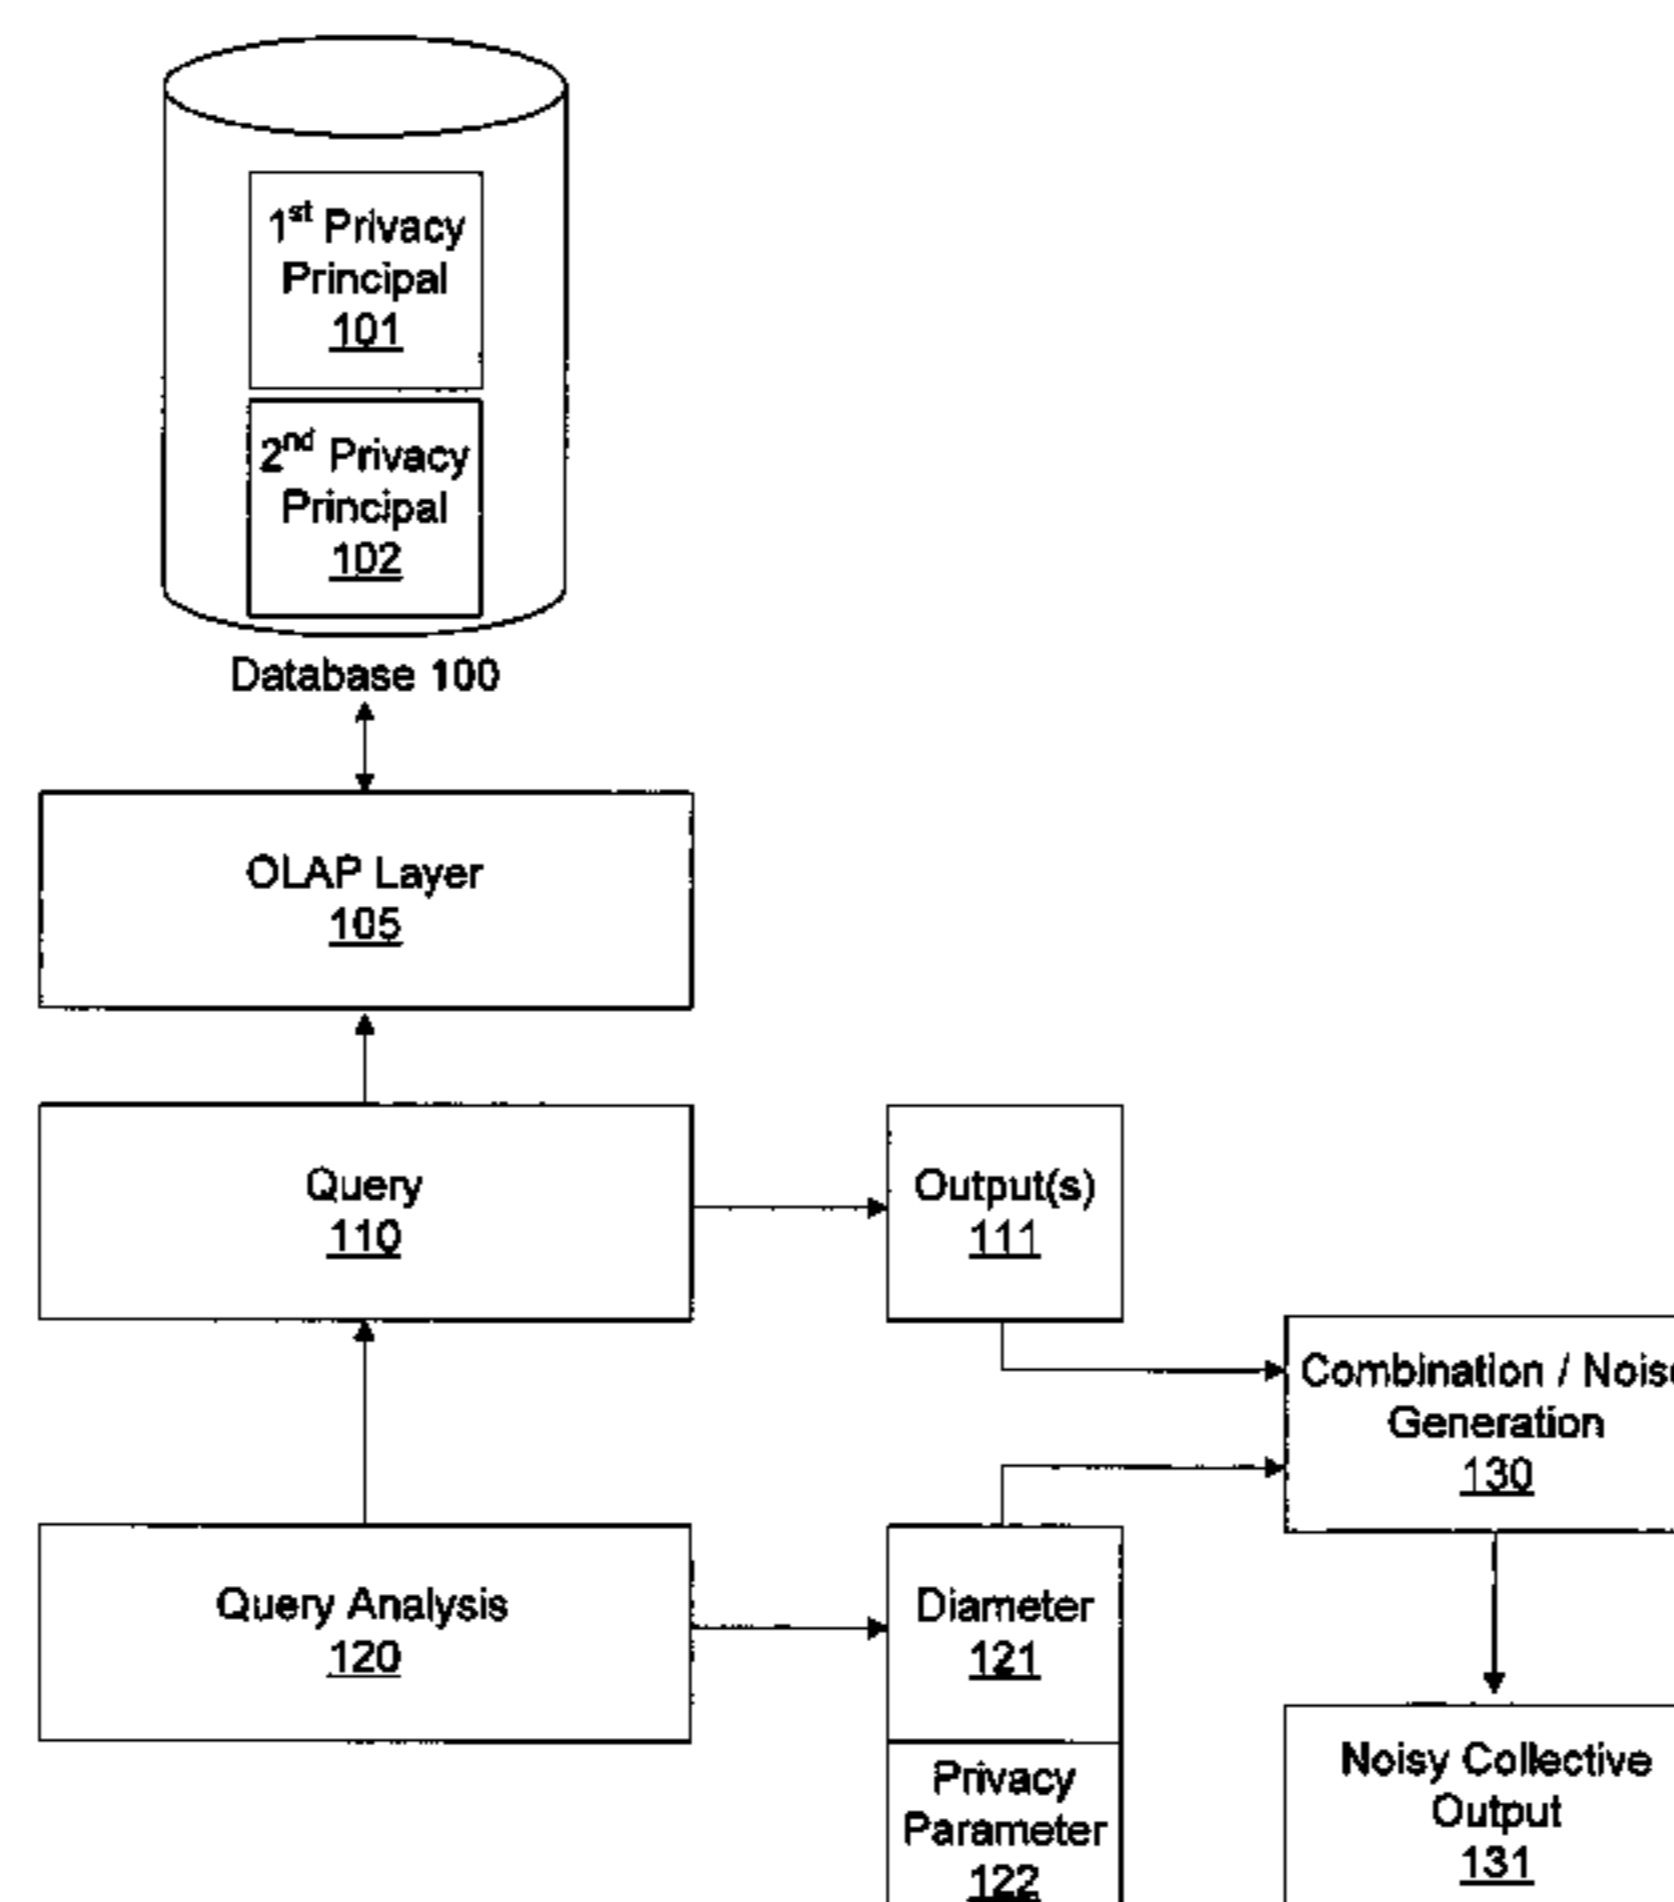 1st Privacy
Principal
101
2nd Privacy
Principal
102
Database 100
OLAP Layer
105
Query
110
Output(s)
111
Combination / Nois
Generation
130
Query Analysis
120
Diameter
121
Privacy
Parameter
122
Noisy Collective
Output
131